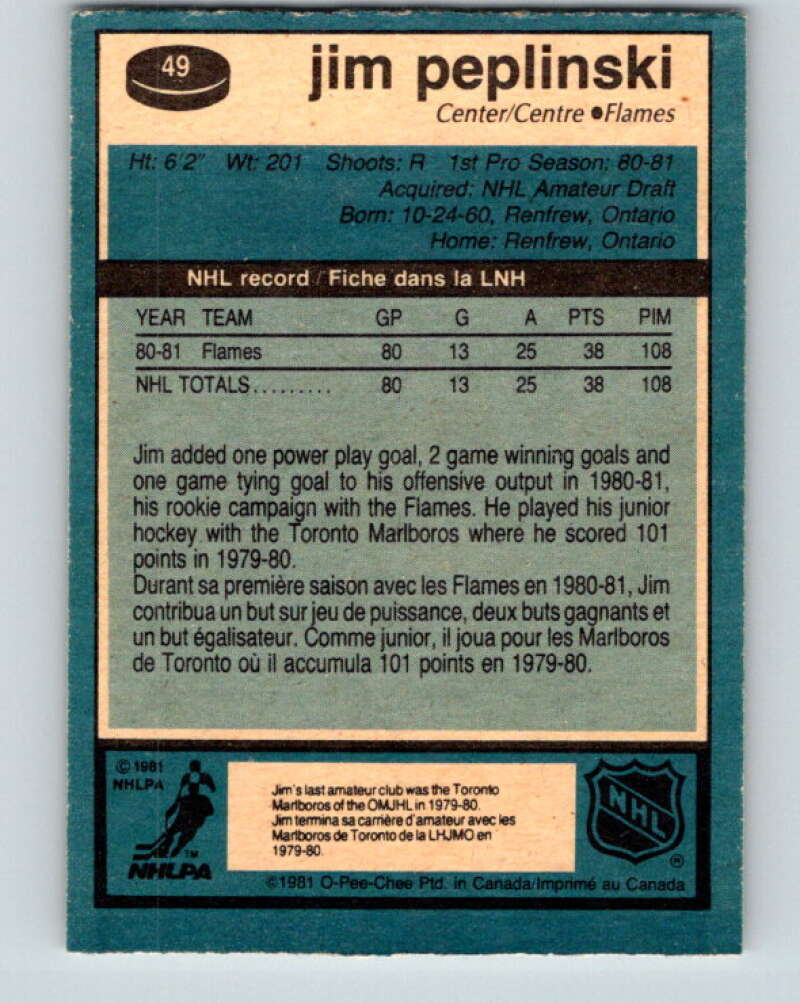 49
jim peplinski
Center/Centre ●Flames
Ht: 6'2" Wt: 201 Shoots: R 1st Pro Season: 80-81
Acquired: NHL Amateur Draft
Born: 10-24-60, Renfrew, Ontario
Home: Renfrew, Ontario
NHL record / Fiche dans la LNH
YEAR TEAM GP G A PTS PIM
80-81 Flames 80 13 25 38 108
NHL TOTALS......... 80 13 25 38 108
Jim added one power play goal, 2 game winning goals and
one game tying goal to his offensive output in 1980-81,
his rookie campaign with the Flames. He played his junior
hockey with the Toronto Marlboros where he scored 101
points in 1979-80.
Durant sa première saison avec les Flames en 1980-81, Jim
contribua un but sur jeu de puissance, deux buts gagnants et
un but égalisateur. Comme junior, il joua pour les Marlboros
de Toronto où il accumula 101 points en 1979-80.
© 1981
NHLPA
TM
NHLPA
Jim's last amateur club was the Toronto
Marlboros of the OMJHL in 1979-80.
Jim termina sa carrière d'amateur avec les
Marlboros de Toronto de la LHJMO en
1979-80.
NHL
®
©1981 O-Pee-Chee Ptd. in Canada/Imprimé au Canada